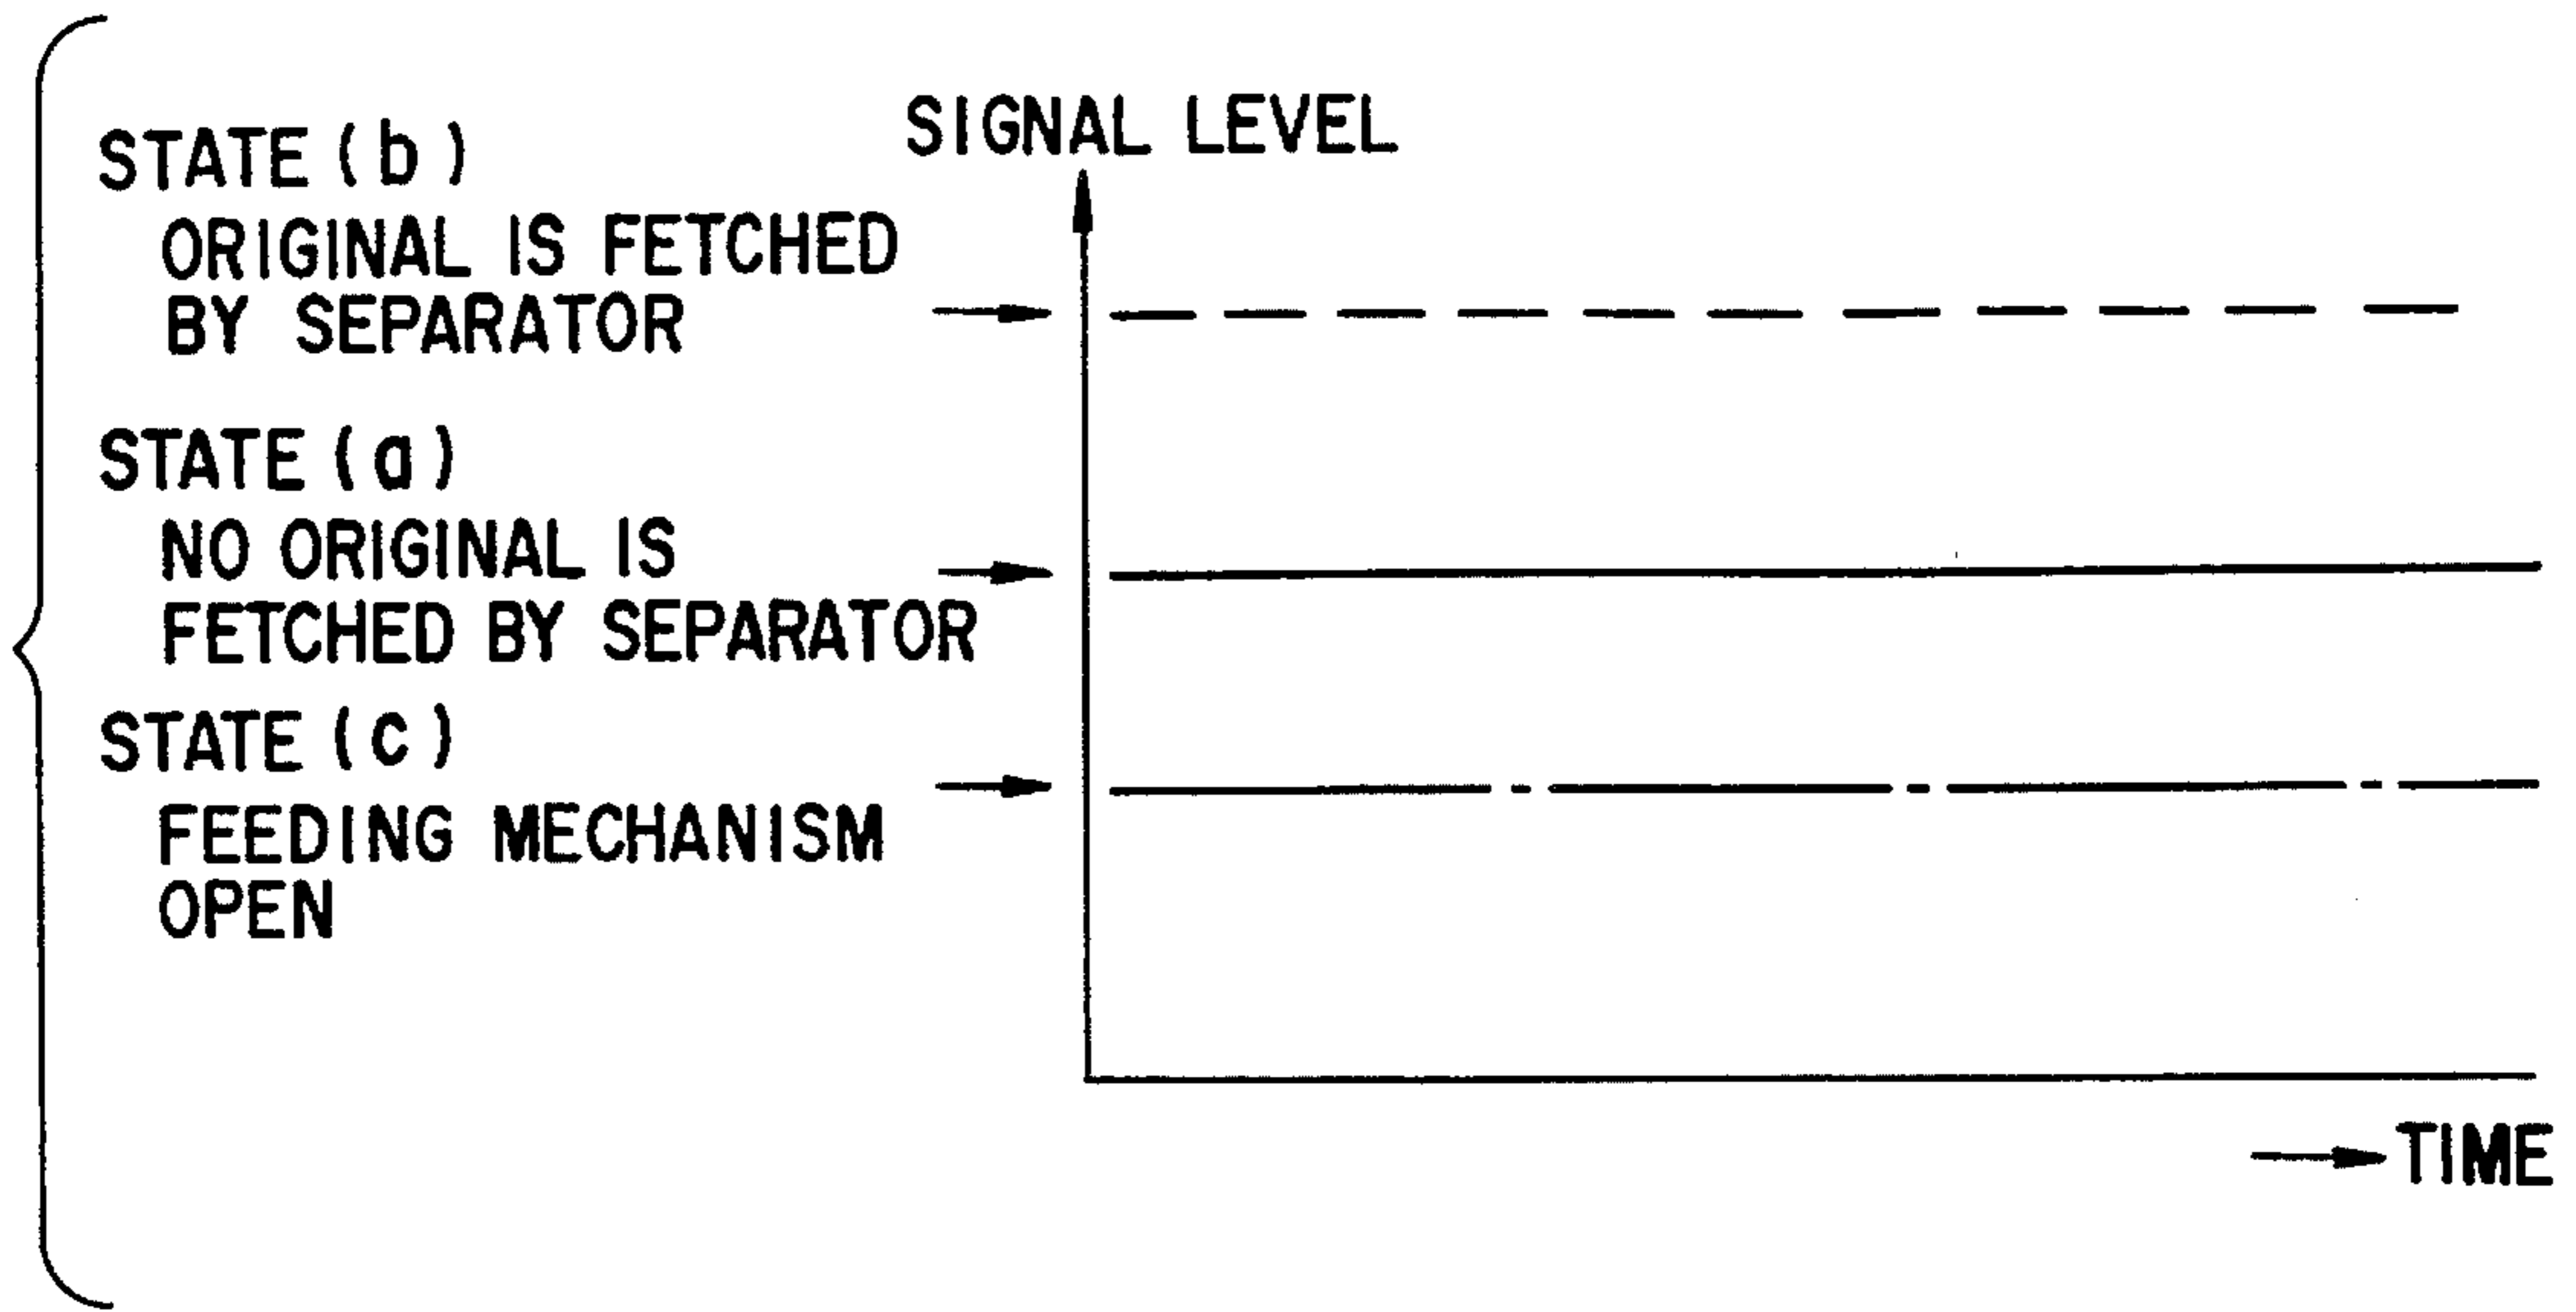 SIGNAL LEVEL
STATE (b)
ORIGINAL IS FETCHED
BY SEPARATOR
STATE (a)
NO ORIGINAL IS
FETCHED BY SEPARATOR
STATE (c)
FEEDING MECHANISM
OPEN
TIME